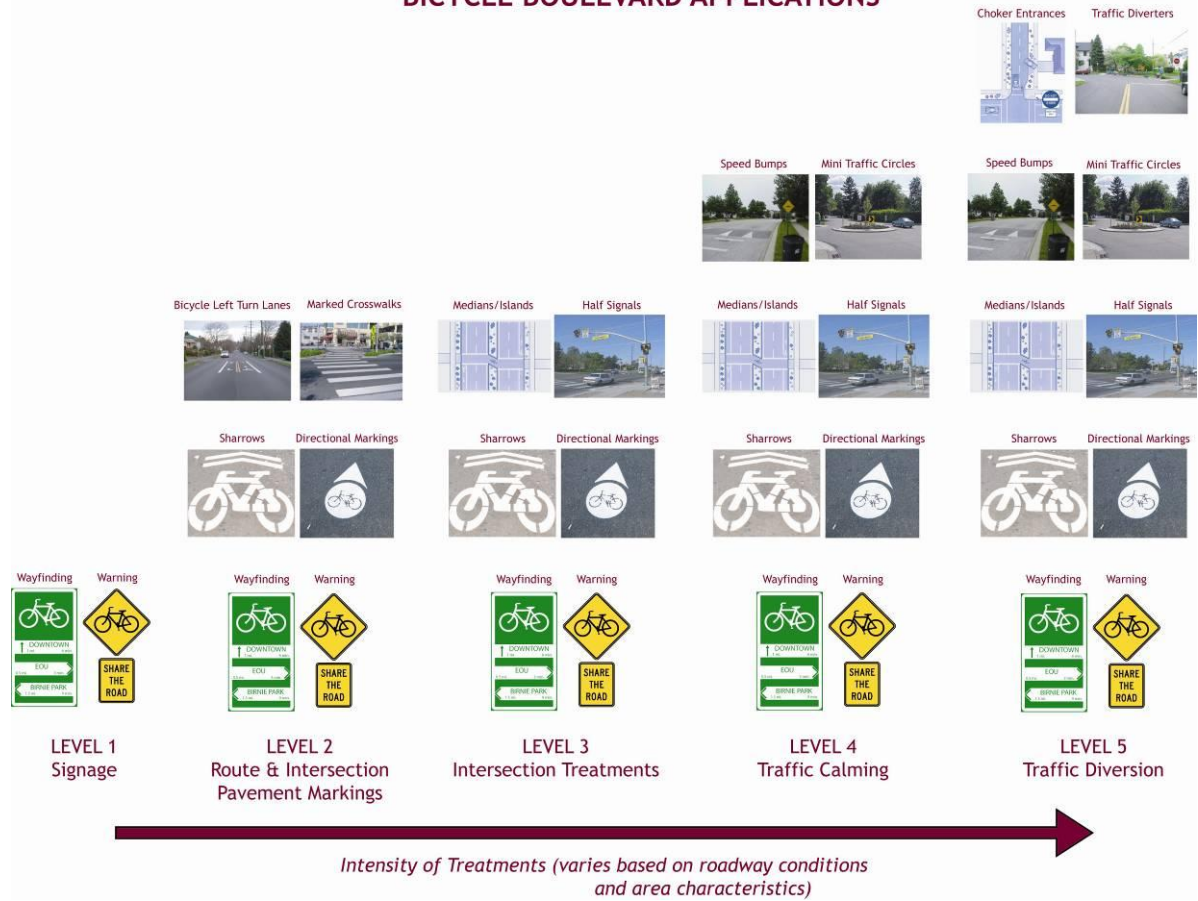 BICYCLE BOULEVARD APPLICATIONS
Choker Entrances Traffic Diverters
Speed Bumps Mini Traffic Circles Speed Bumps Mini Traffic Circles
Bicycle Left Turn Lanes Marked Crosswalks Medians/Islands Half Signals Medians/Islands Half Signals Medians/Islands Half Signals
Sharrows Directional Markings Sharrows Directional Markings Sharrows Directional Markings Sharrows Directional Markings
Wayfinding Warning Wayfinding Warning Wayfinding Warning Wayfinding Warning Wayfinding Warning
DOWNTOWN DOWNTOWN DOWNTOWN DOWNTOWN DOWNTOWN
EOU SHARE EOU SHARE EOU SHARE EOU SHARE EOU SHARE
THE THE THE THE THE
BIRNIE PARK ROAD BIRNIE PARK ROAD BIRNIE PARK ROAD BIRNIE PARK ROAD BIRNIE PARK ROAD
LEVEL 1 LEVEL 2 LEVEL 3 LEVEL 4 LEVEL 5
Signage Route & Intersection Intersection Treatments Traffic Calming Traffic Diversion
Pavement Markings
Intensity of Treatments (varies based on roadway conditions
and area characteristics)